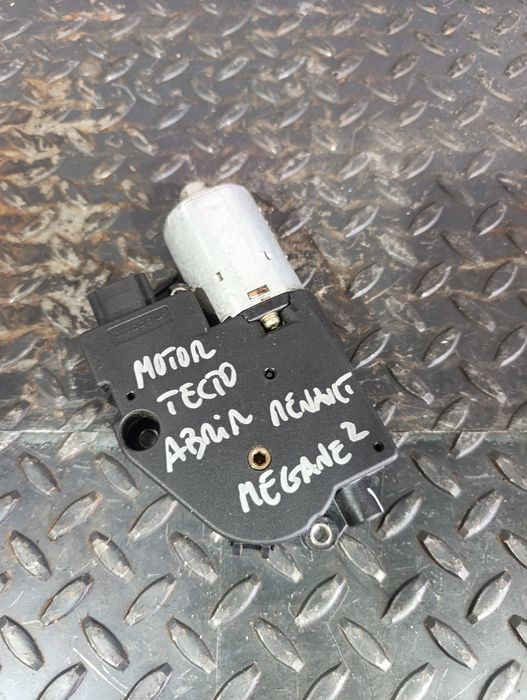 MOTOR
TECTO
ABRIR RENAULT
MEGANE 2